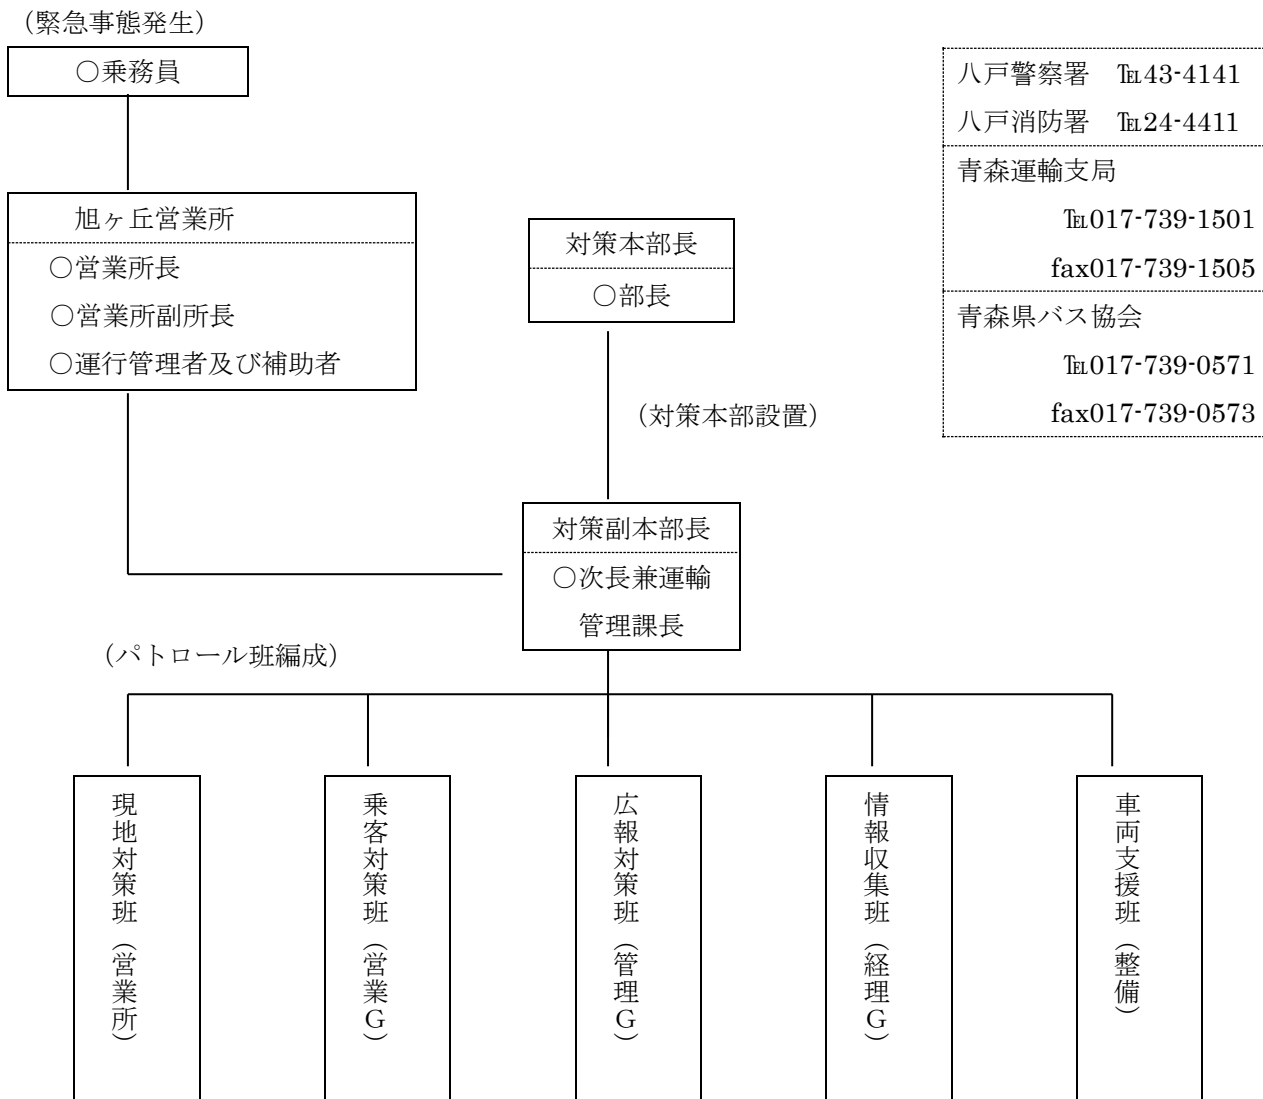 (緊急事態発生)
○乗務員
旭ヶ丘営業所
○営業所長
○営業所副所長
○運行管理者及び補助者
対策本部長
○部長
(対策本部設置)
八戸警察署 ℡43-4141
八戸消防署 ℡24-4411
青森運輸支局
℡017-739-1501
fax017-739-1505
青森県バス協会
℡017-739-0571
fax017-739-0573
対策副本部長
○次長兼運輸
管理課長
(パトロール班編成)
現地対策班(営業所)
乗客対策班(営業G)
広報対策班(管理G)
情報収集班(経理G)
車両支援班(整備)